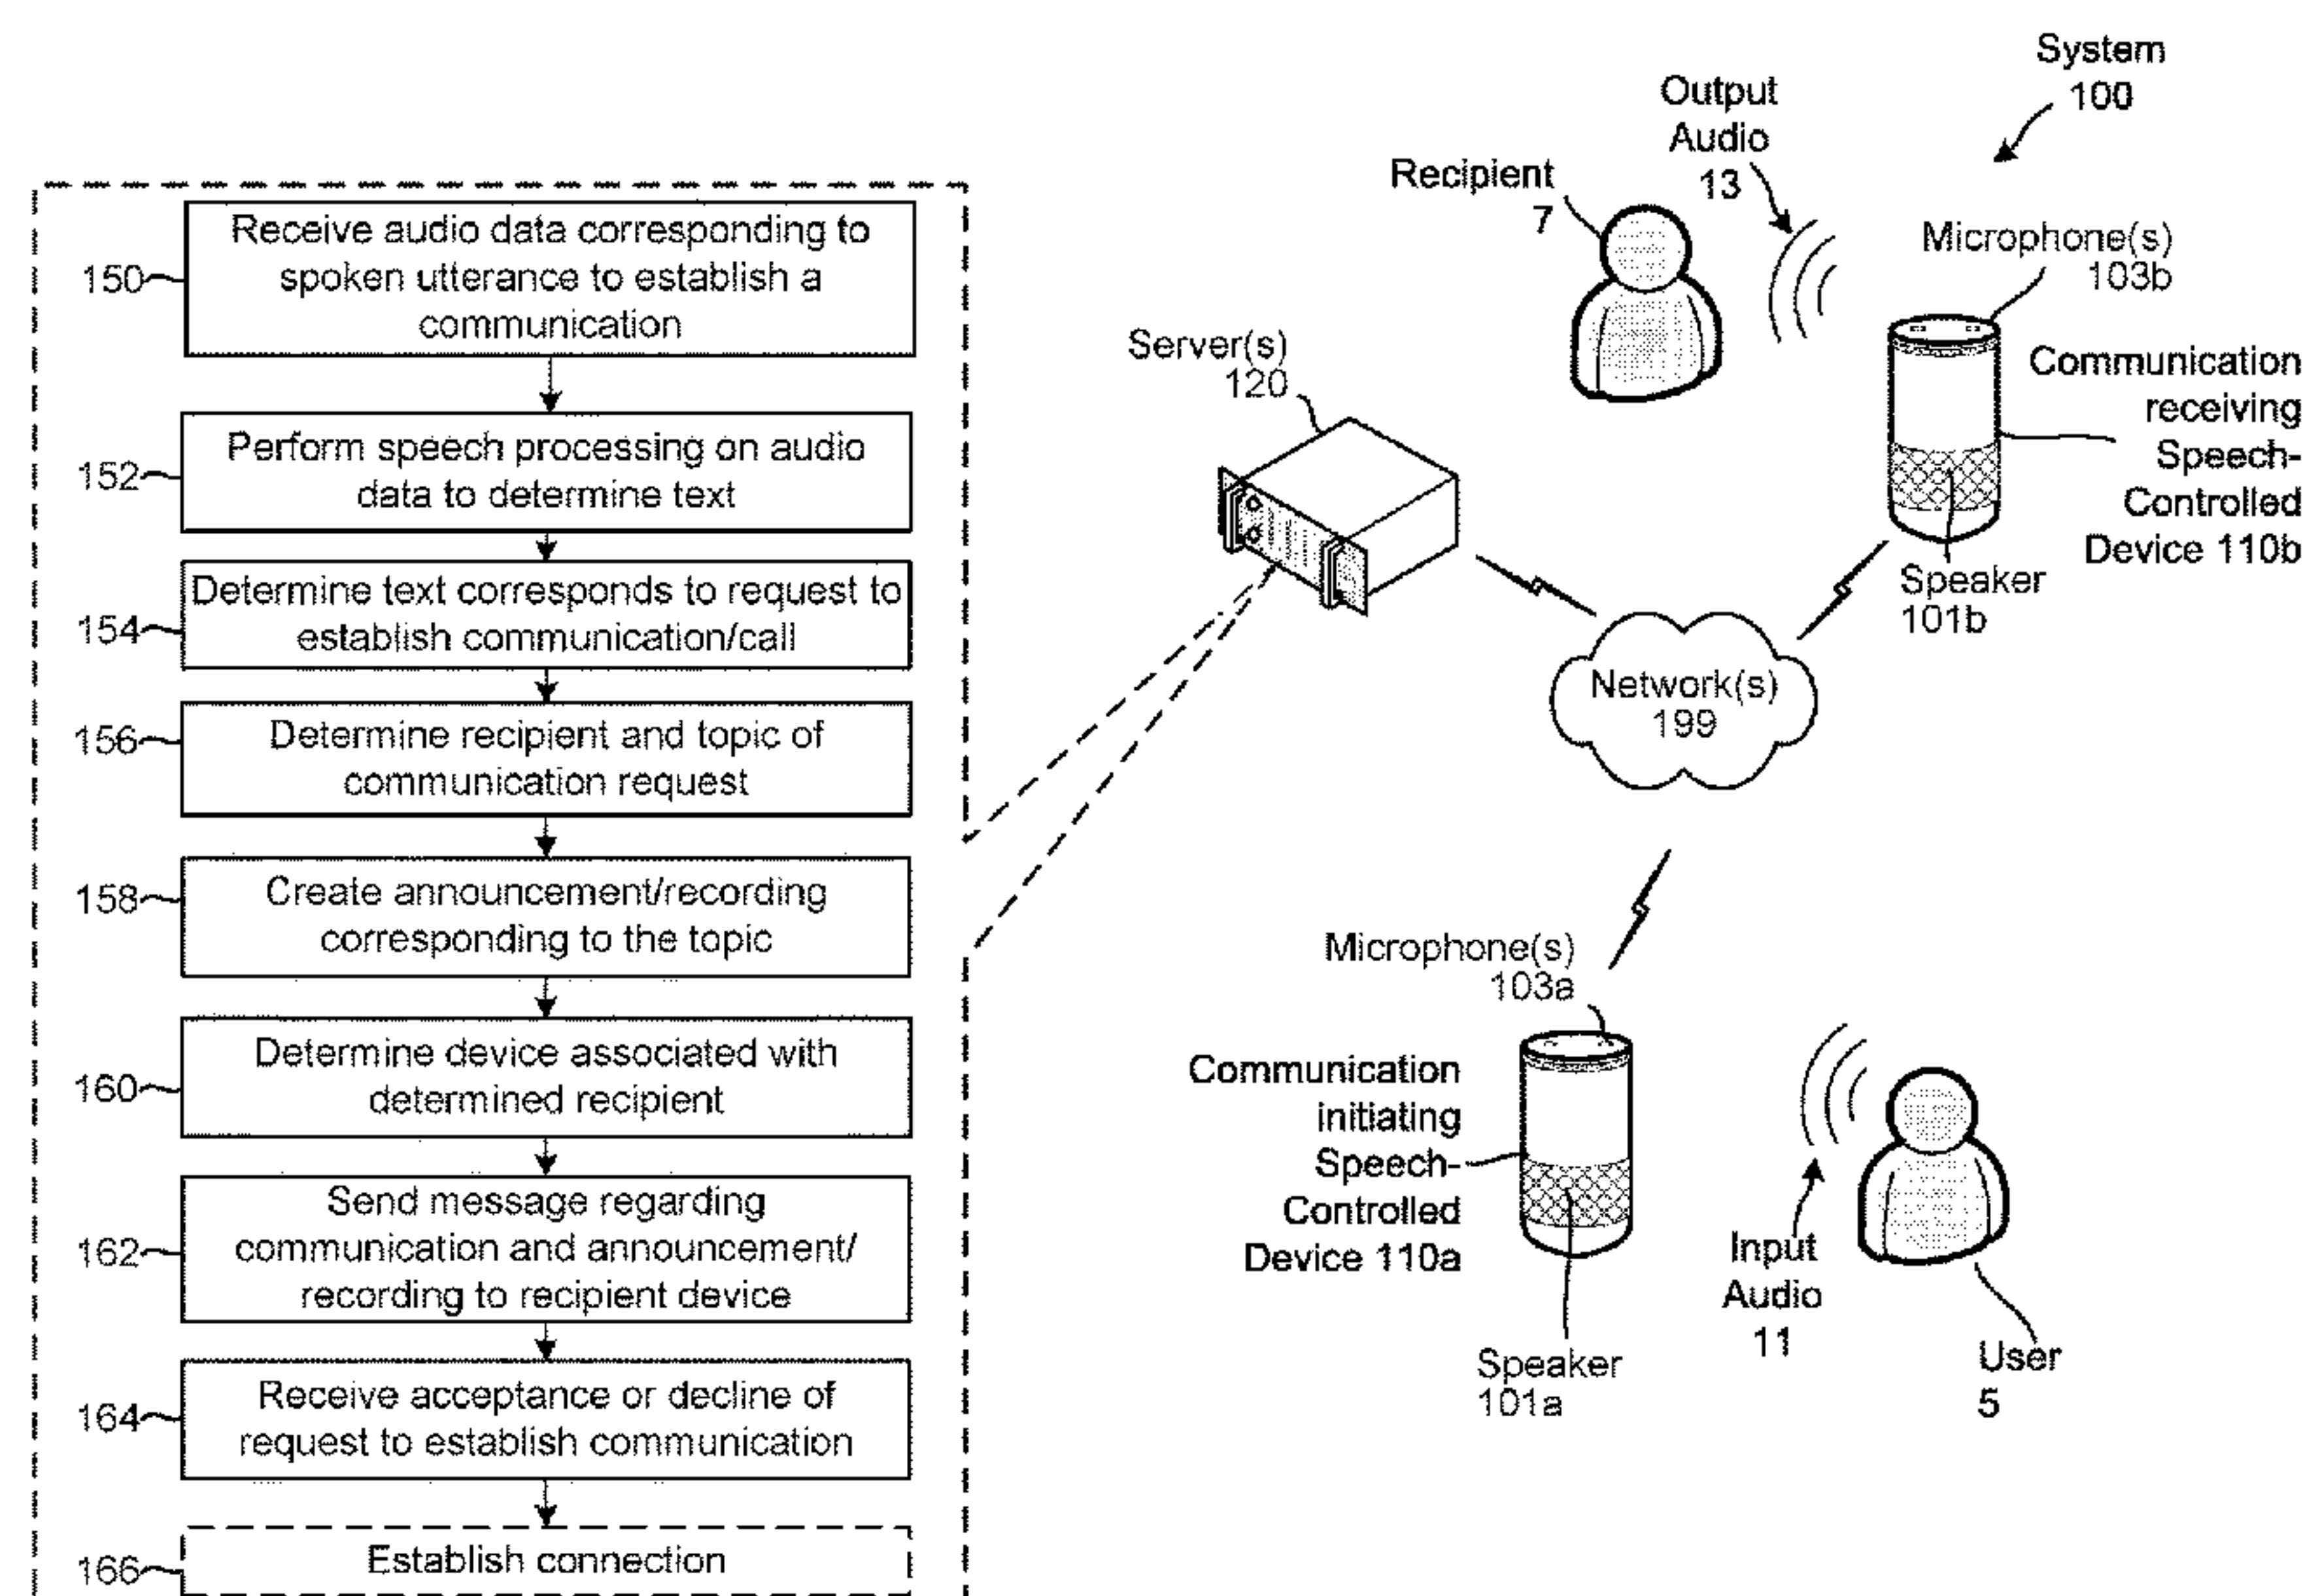 150
Receive audio data corresponding to
spoken utterance to establish a
communication
152
Perform speech processing on audio
data to determine text
154
Determine text corresponds to request to
establish communication/call
156
Determine recipient and topic of
communication request
158
Create announcement/recording
corresponding to the topic
160
Determine device associated with
determined recipient
162
Send message regarding
communication and announcement/
recording to recipient device
164
Receive acceptance or decline of
request to establish communication
166
Establish connection
System
100
Output
Audio
13
Recipient
7
Microphone(s)
103b
Server(s)
120
Communication
receiving
Speech-
Controlled
Device 110b
Speaker
101b
Network(s)
199
Microphone(s)
103a
Communication
initiating
Speech-
Controlled
Device 110a
Speaker
101a
Input
Audio
11
User
5